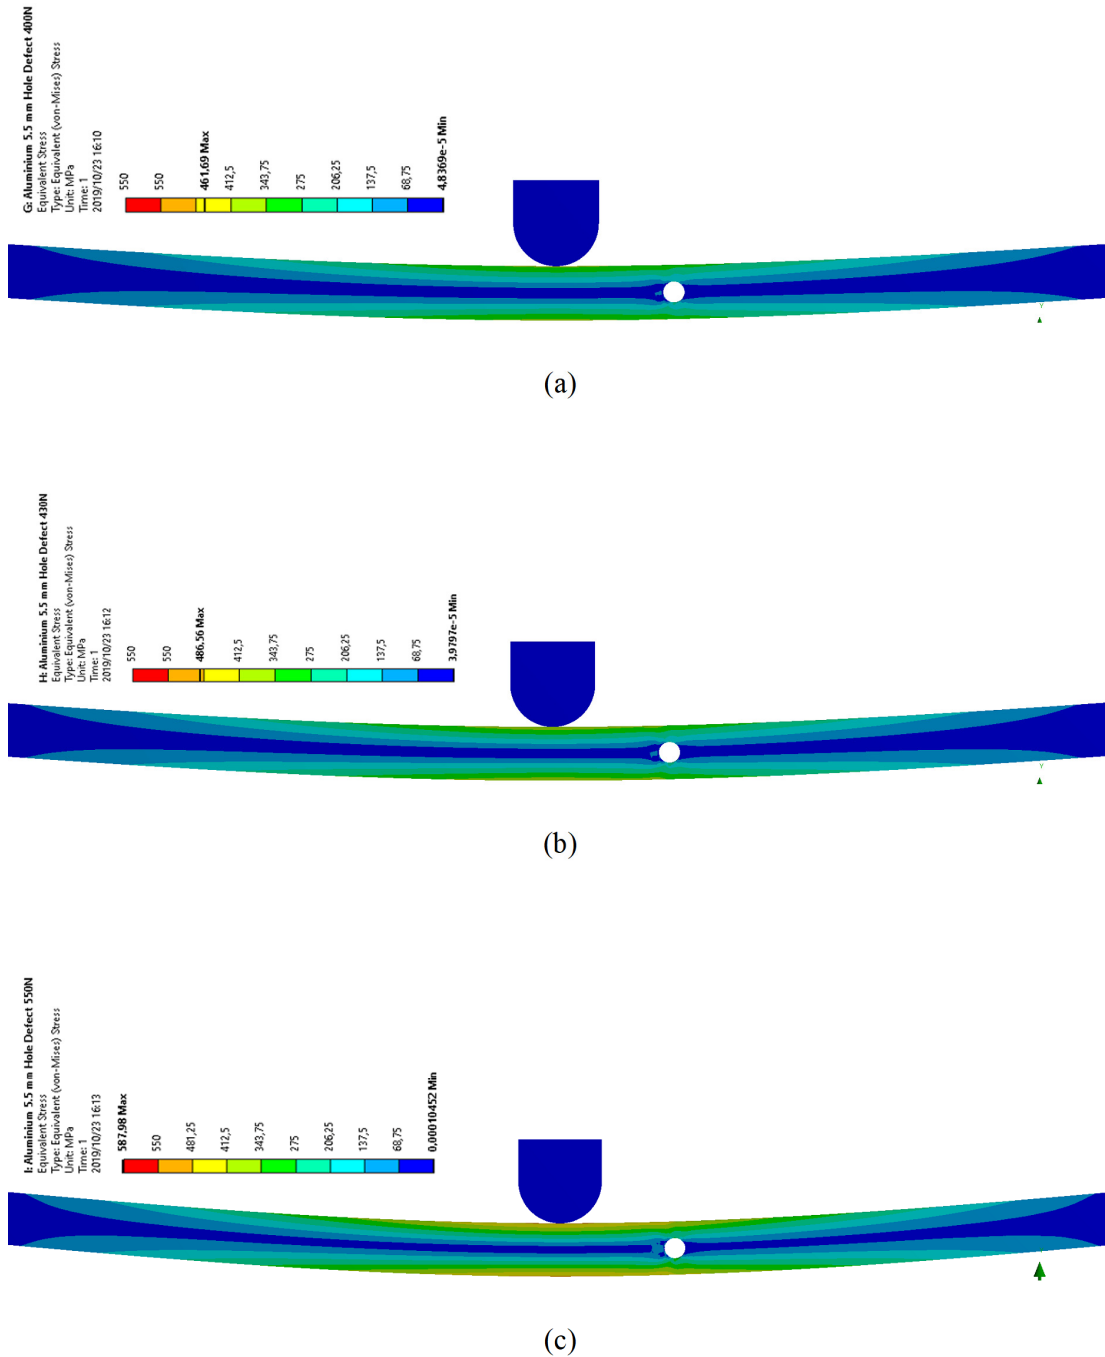 G: Aluminium 5.5 mm Hole Defect 400N
Equivalent Stress
Type: Equivalent (von-Mises) Stress
Unit: MPa
Time: 1
2019/10/23 16:10
550
550
461.69 Max
412,5
343,75
275
206,25
137,5
68,75
4,8369e-5 Min
(a)
H: Aluminium 5.5 mm Hole Defect 430N
Equivalent Stress
Type: Equivalent (von-Mises) Stress
Unit: MPa
Time: 1
2019/10/23 16:12
550
550
486,56 Max
412,5
343,75
275
206,25
137,5
68,75
3,9797e-5 Min
(b)
I: Aluminium 5.5 mm Hole Defect 550N
Equivalent Stress
Type: Equivalent (von-Mises) Stress
Unit: MPa
Time: 1
2019/10/23 16:13
587,98 Max
550
481,25
412,5
343,75
275
206,25
137,5
68,75
0,00010452 Min
(c)